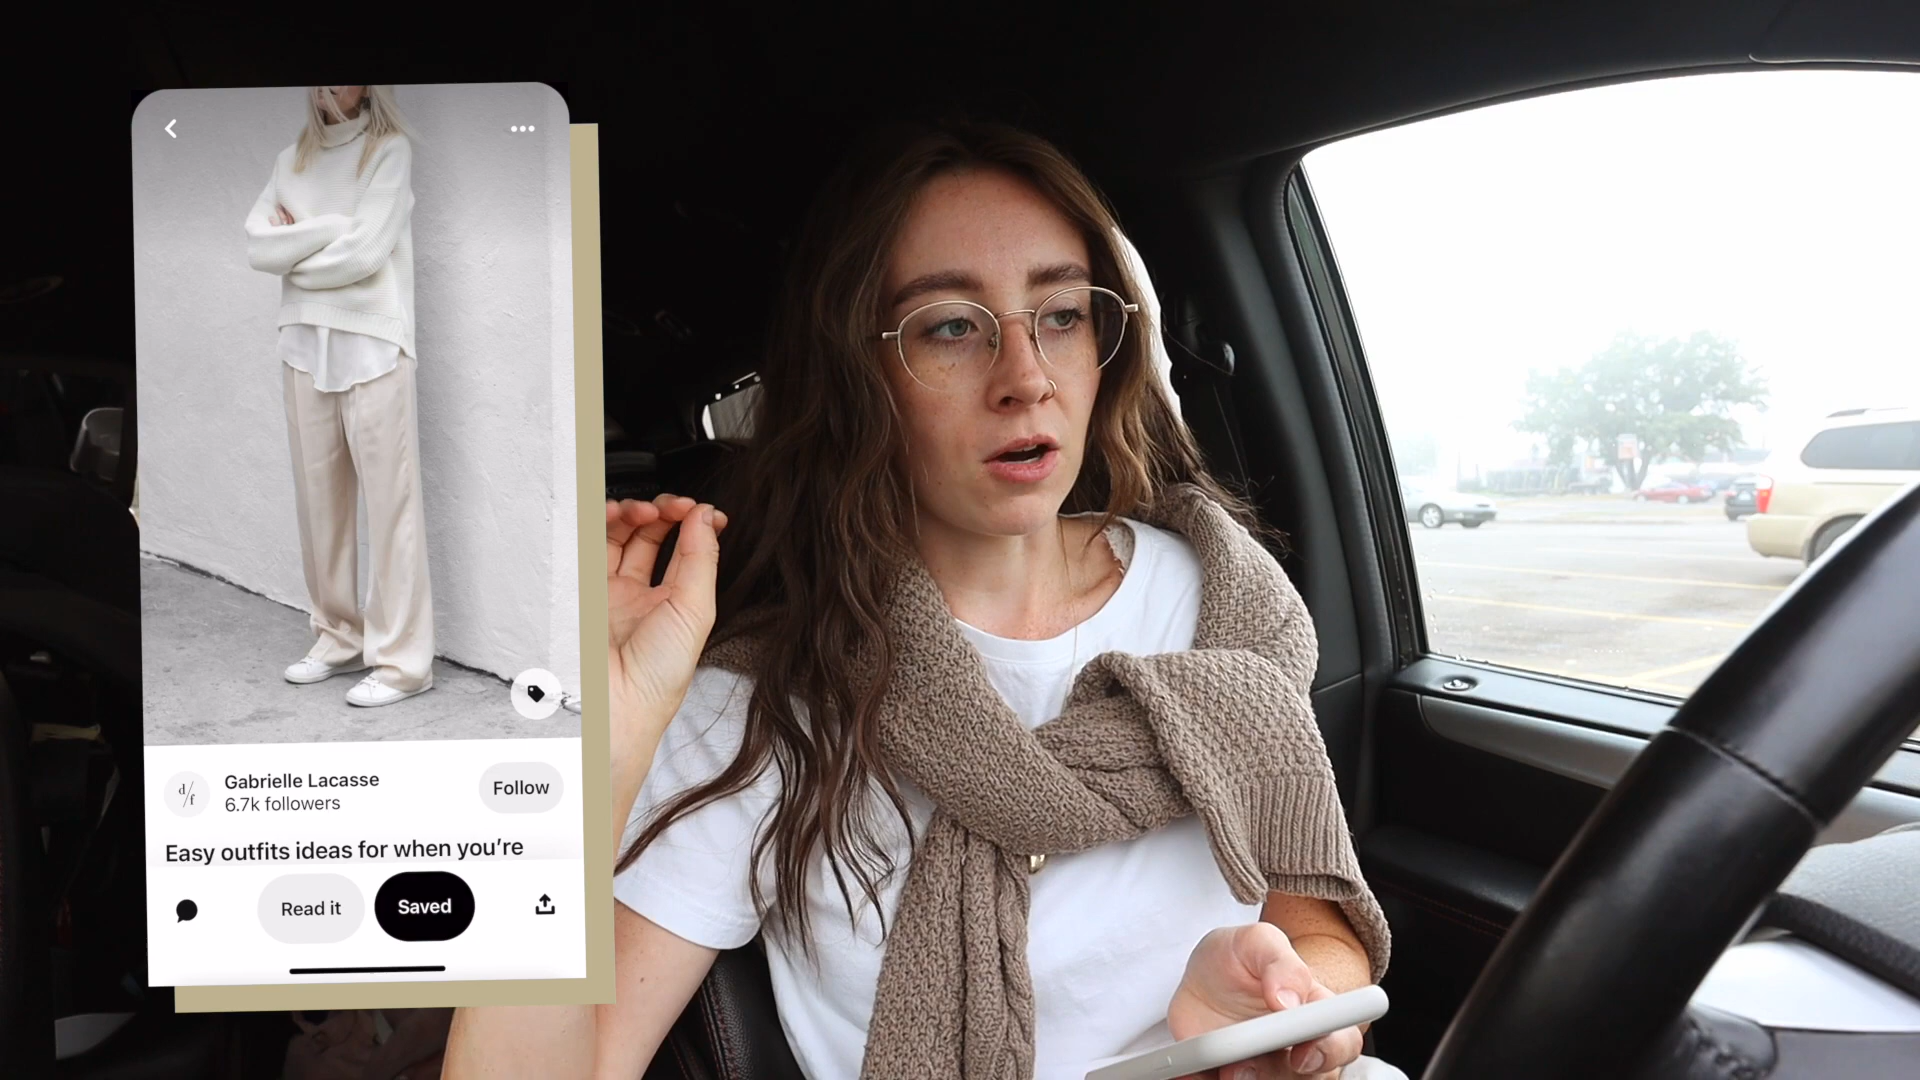 d/f
Gabrielle Lacasse
6.7k followers
Follow
Easy outfits ideas for when you’re
Read it
Saved